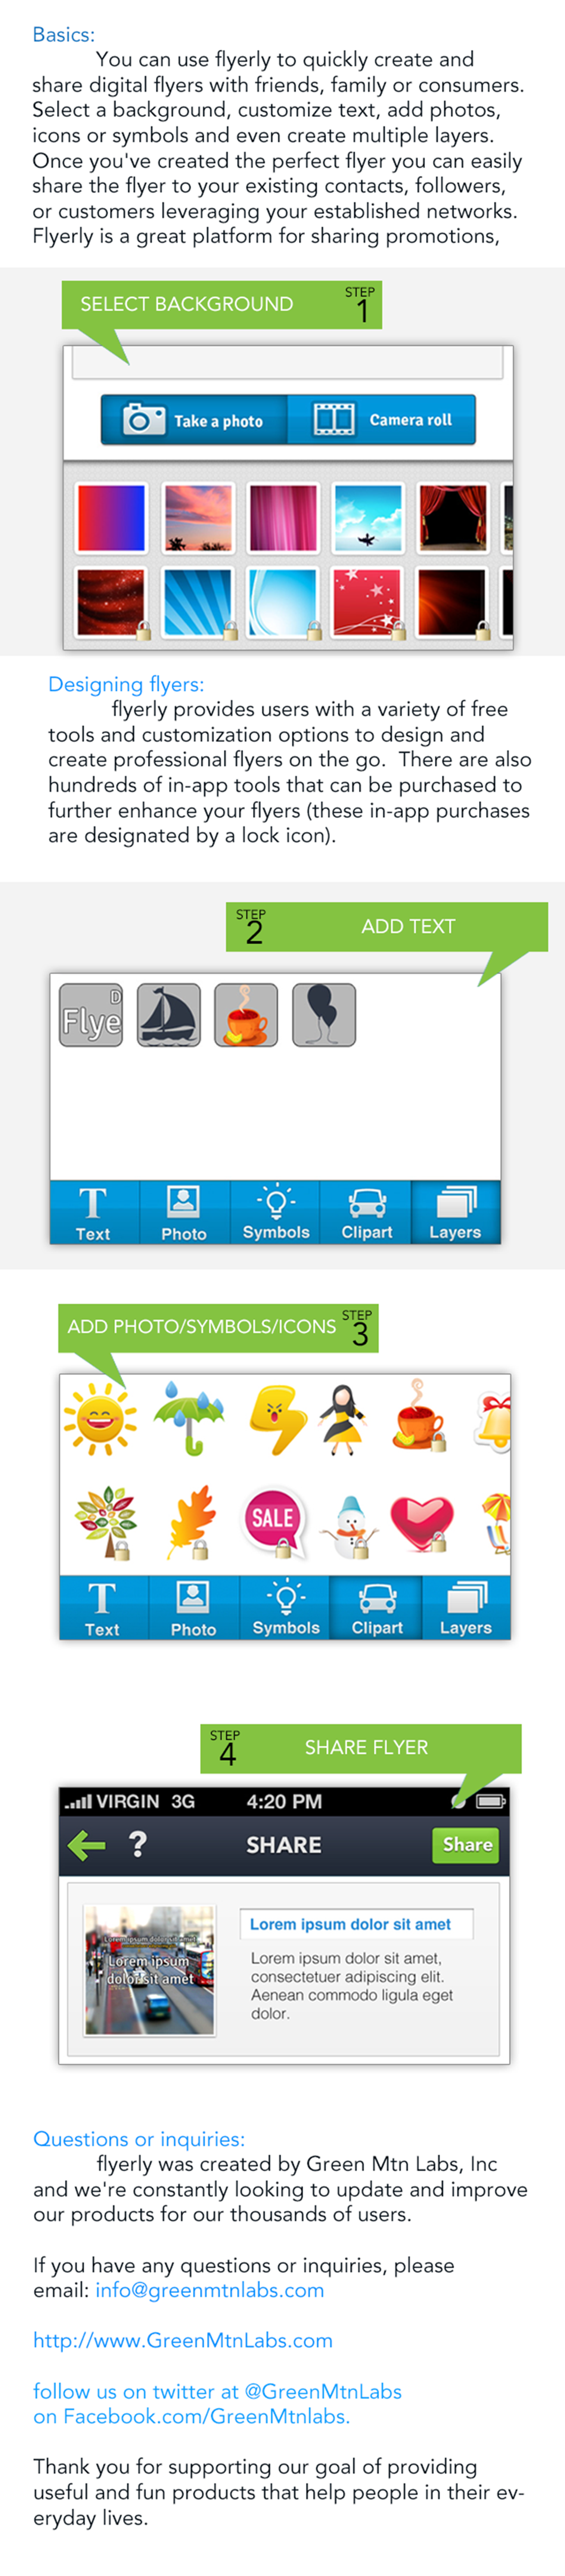 Basics:
You can use flyerly to quickly create and
share digital flyers with friends, family or consumers.
Select a background, customize text, add photos,
icons or symbols and even create multiple layers.
Once you've created the perfect flyer you can easily
share the flyer to your existing contacts, followers,
or customers leveraging your established networks.
Flyerly is a great platform for sharing promotions,
SELECT BACKGROUND
STEP
1
Take a photo
Camera roll
Designing flyers:
flyerly provides users with a variety of free
tools and customization options to design and
create professional flyers on the go.  There are also
hundreds of in-app tools that can be purchased to
further enhance your flyers (these in-app purchases
are designated by a lock icon).
STEP
2
ADD TEXT
D
Flye
Text
Photo
Symbols
Clipart
Layers
ADD PHOTO/SYMBOLS/ICONS
STEP
3
SALE
Text
Photo
Symbols
Clipart
Layers
STEP
4
SHARE FLYER
VIRGIN 3G 4:20 PM
? SHARE Share
Lorem ipsum dolor sit amet
Lorem ipsum
dolor sit amet
Lorem ipsum dolor sit amet
Lorem ipsum dolor sit amet,
consectetuer adipiscing elit.
Aenean commodo ligula eget
dolor.
Questions or inquiries:
flyerly was created by Green Mtn Labs, Inc
and we're constantly looking to update and improve
our products for our thousands of users.
If you have any questions or inquiries, please
email: info@greenmtnlabs.com
http://www.GreenMtnLabs.com
follow us on twitter at @GreenMtnLabs
on Facebook.com/GreenMtnlabs.
Thank you for supporting our goal of providing
useful and fun products that help people in their ev-
eryday lives.